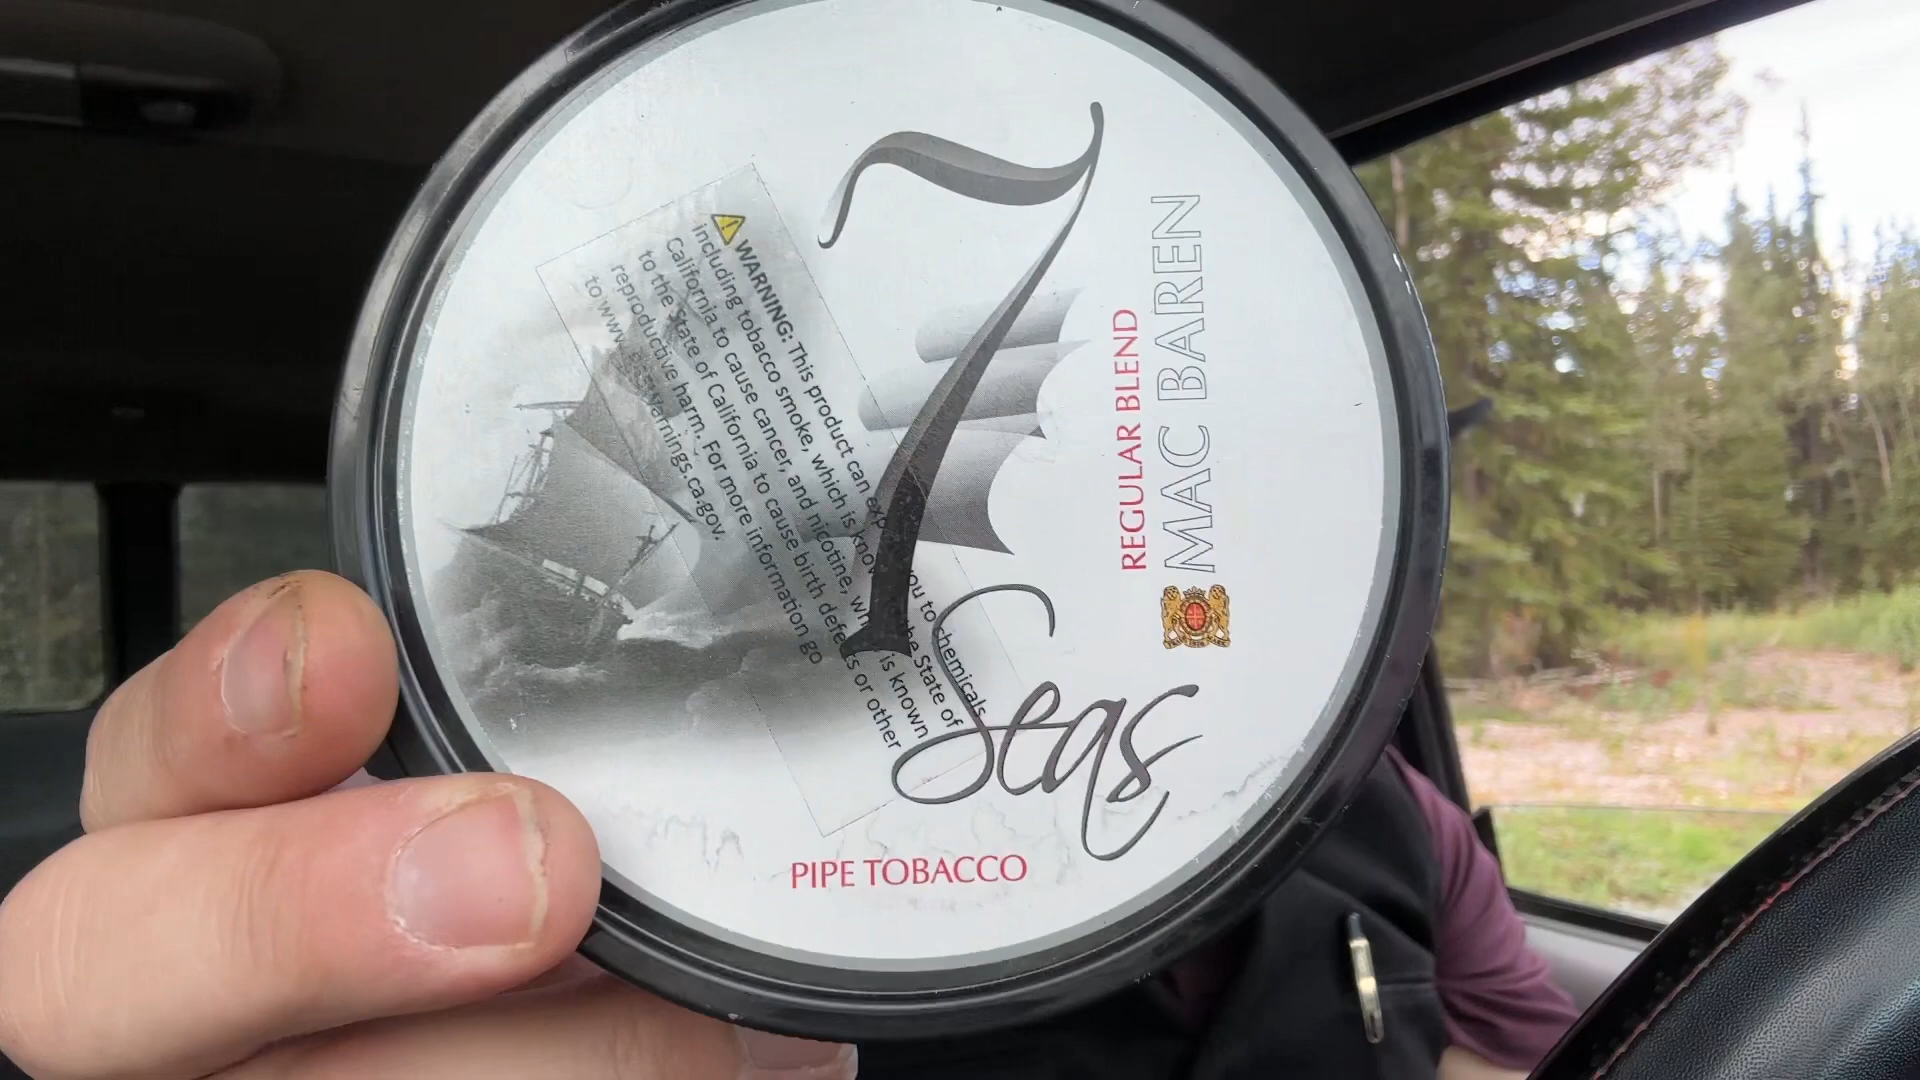 MAC BAREN
REGULAR BLEND
7
Seas
PIPE TOBACCO
WARNING: This product can expose you to chemicals
including tobacco smoke, which is known the State of
California to cause cancer, and nicotine, which is known
to the State of California to cause birth defects or other
reproductive harm. For more information go
to www. warnings.ca.gov.